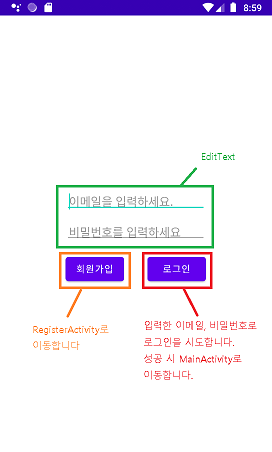 8:59
EditText
이메일을 입력하세요.
비밀번호를 입력하세요
회원가입
로그인
RegisterActivity로
이동합니다
입력한 이메일, 비밀번호로
로그인을 시도합니다.
성공 시 MainActivity로
이동합니다.